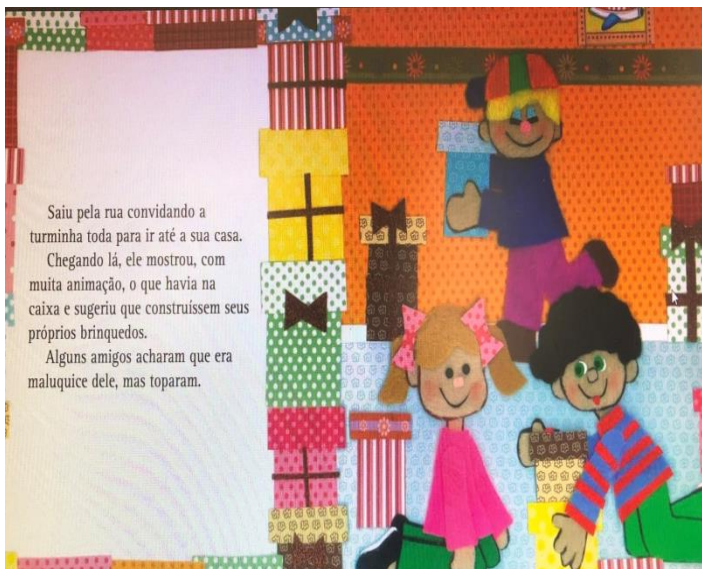 Saiu pela rua convidando a
turminha toda para ir até a sua casa.
Chegando lá, ele mostrou, com
muita animação, o que havia na
caixa e sugeriu que construíssem seus
próprios brinquedos.
Alguns amigos acharam que era
maluquice dele, mas toparam.